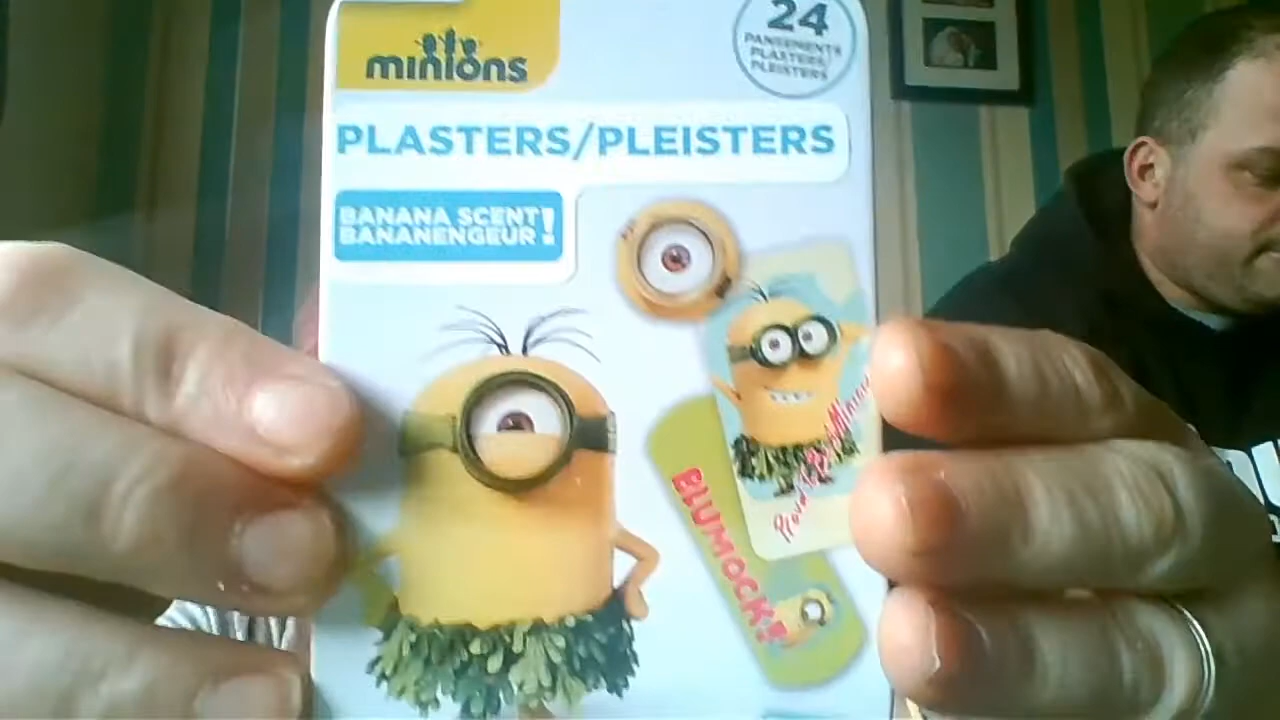 minions
24
PANSEMENTS
PLASTERS
PLEISTERS
PLASTERS/PLEISTERS
BANANA SCENT!
BANANENGEUR!
BLUMOCK!